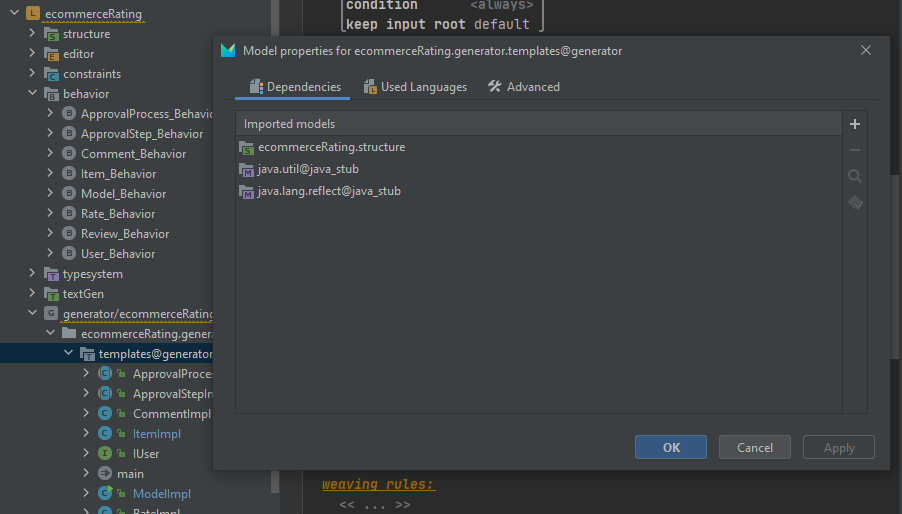 ecommerceRating
structure
editor
constraints
behavior
ApprovalProcess_Behavio
ApprovalStep_Behavior
Comment_Behavior
Item_Behavior
Model_Behavior
Rate_Behavior
Review_Behavior
User_Behavior
typesystem
textGen
generator/ecommerceRating
ecommerceRating.genera
templates@generator
ApprovalProces
ApprovalStepIm
CommentImpl
ItemImpl
IUser
main
ModelImpl
RateImpl
condition <always>
keep input root default
Model properties for ecommerceRating.generator.templates@generator
Dependencies Used Languages Advanced
Imported models
ecommerceRating.structure
java.util@java_stub
java.lang.reflect@java_stub
OK Cancel Apply
weaving rules:
<< ... >>